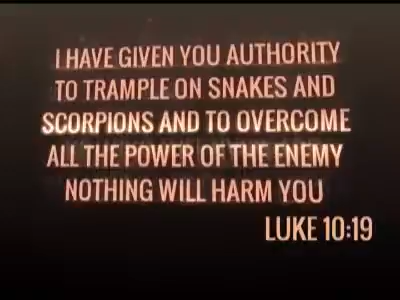 I HAVE GIVEN YOU AUTHORITY
TO TRAMPLE ON SNAKES AND
SCORPIONS AND TO OVERCOME
ALL THE POWER OF THE ENEMY
NOTHING WILL HARM YOU
LUKE 10:19